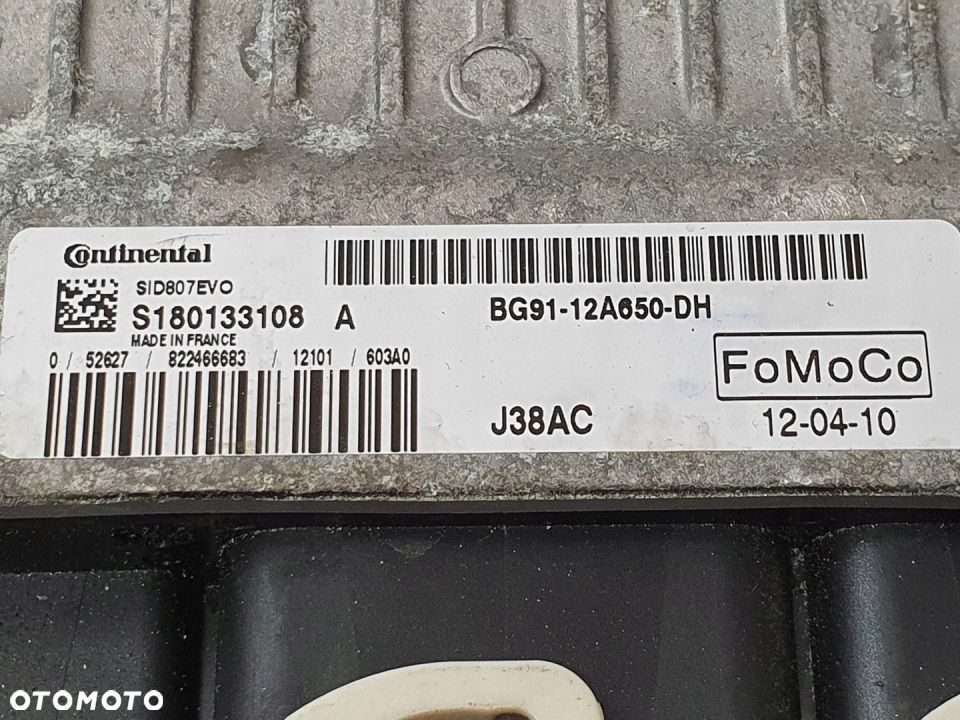 Continental
SID807EVO
S180133108 A
MADE IN FRANCE
0 / 52627 / 822466683 / 12101 / 603A0
BG91-12A650-DH
FoMoCo
J38AC
12-04-10
OTOMOTO